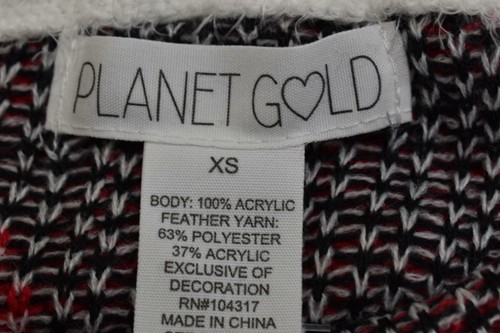 PLANET GOLD
XS
BODY: 100% ACRYLIC
FEATHER YARN:
63% POLYESTER
37% ACRYLIC
EXCLUSIVE OF
DECORATION
RN#104317
MADE IN CHINA